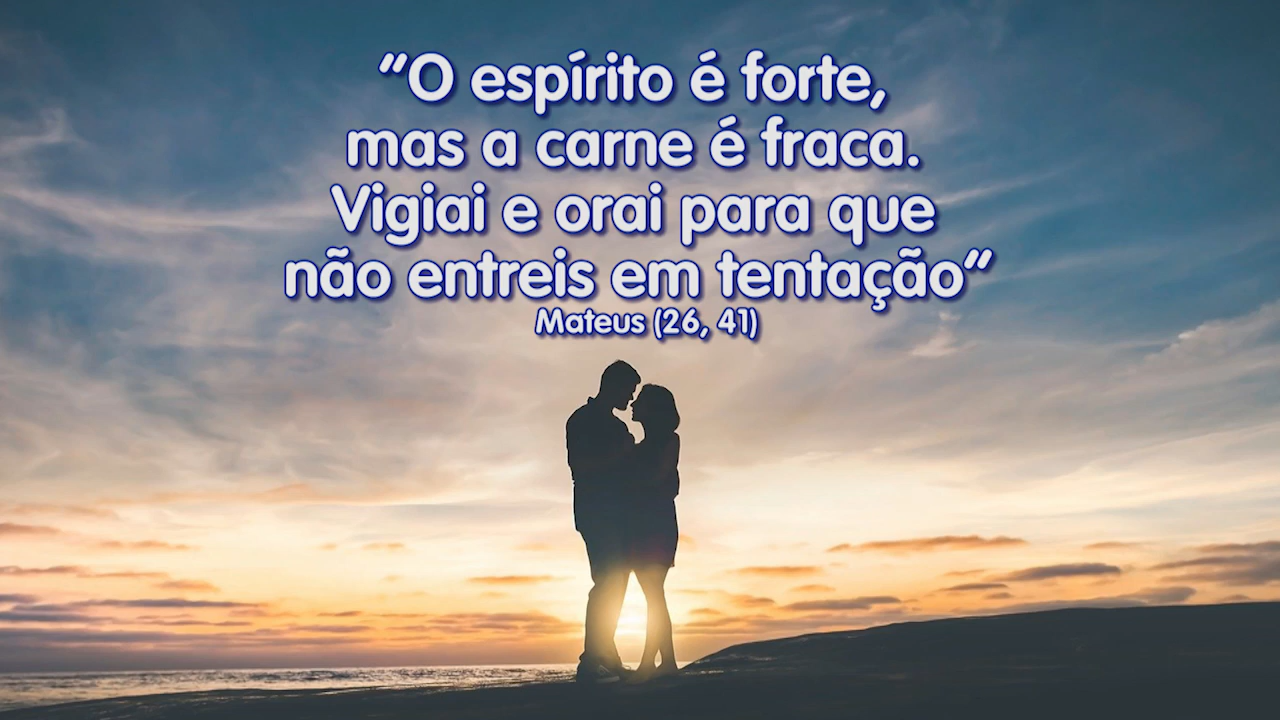 “O espírito é forte,
mas a carne é fraca.
Vigiai e orai para que
não entreis em tentação”
Mateus (26, 41)